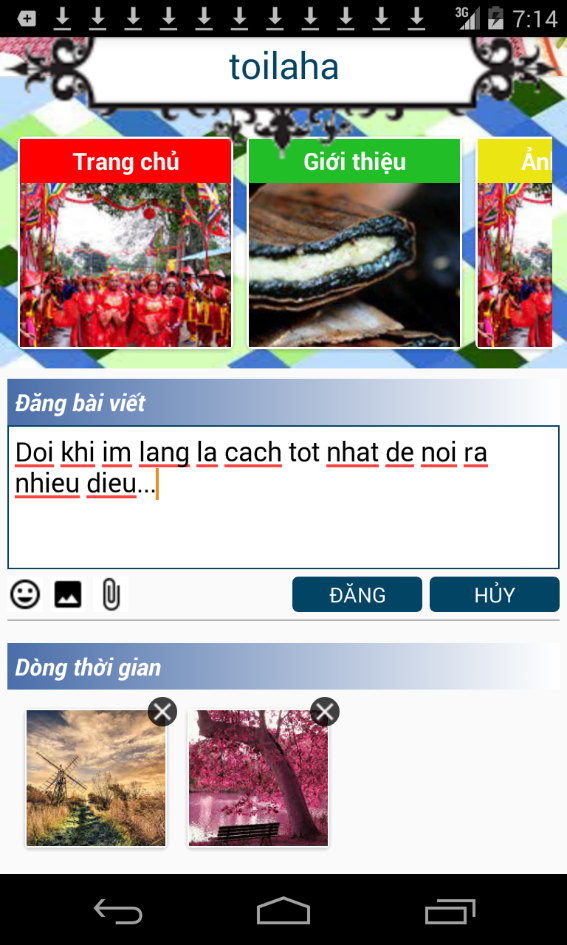 3G 7:14
toilaha
Trang chủ
Giới thiệu
Ản
Đăng bài viết
Doi khi im lang la cach tot nhat de noi ra
nhieu dieu...
ĐĂNG
HỦY
Dòng thời gian